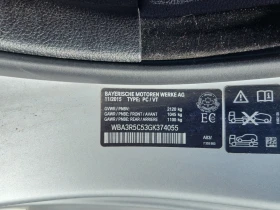 BAYERISCHE MOTOREN WERKE AG
11/2015 TYPE: PC / VT
GVWR / PNBV: 2120 kg
GAWR / PNBE: FRONT / AVANT 1045 kg
GAWR / PNBE: REAR / ARRIERE 1180 kg
WBA3R5C53GK374055
EC